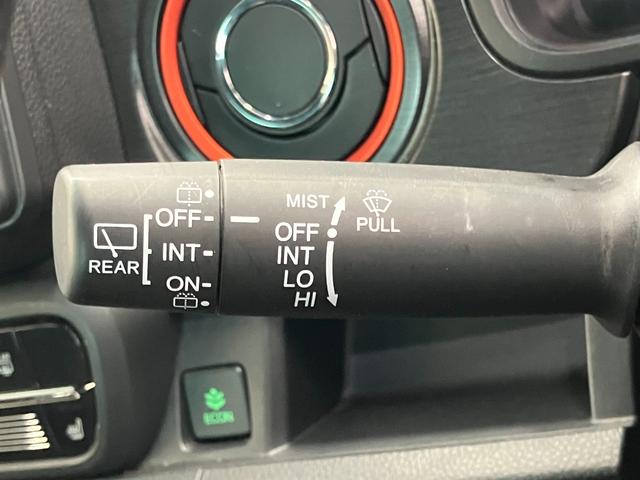 REAR
OFF
INT
ON
MIST
OFF
INT
LO
HI
PULL
ECON